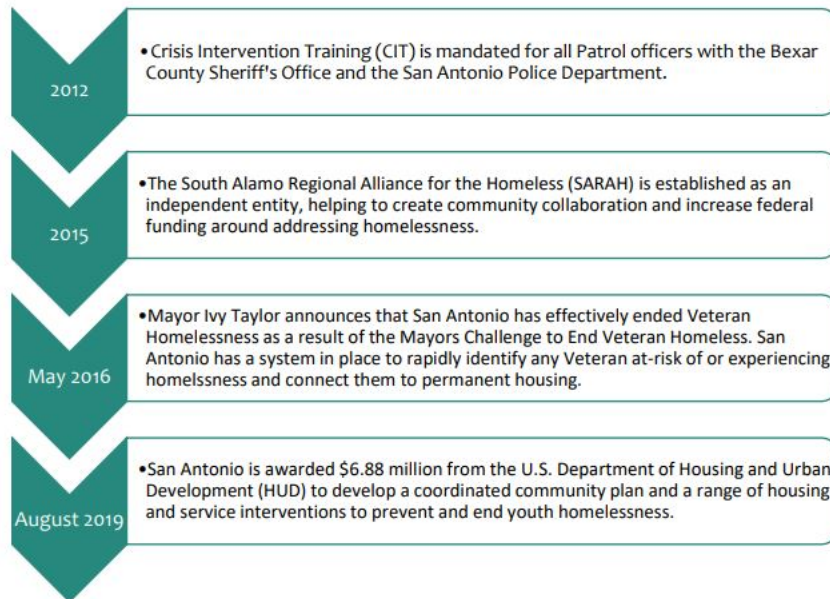 2012
•Crisis Intervention Training (CIT) is mandated for all Patrol officers with the Bexar
County Sheriff's Office and the San Antonio Police Department.
2015
•The South Alamo Regional Alliance for the Homeless (SARAH) is established as an
independent entity, helping to create community collaboration and increase federal
funding around addressing homelessness.
May 2016
•Mayor Ivy Taylor announces that San Antonio has effectively ended Veteran
Homelessness as a result of the Mayors Challenge to End Veteran Homeless. San
Antonio has a system in place to rapidly identify any Veteran at-risk of or experiencing
homelssness and connect them to permanent housing.
August 2019
•San Antonio is awarded $6.88 million from the U.S. Department of Housing and Urban
Development (HUD) to develop a coordinated community plan and a range of housing
and service interventions to prevent and end youth homelessness.